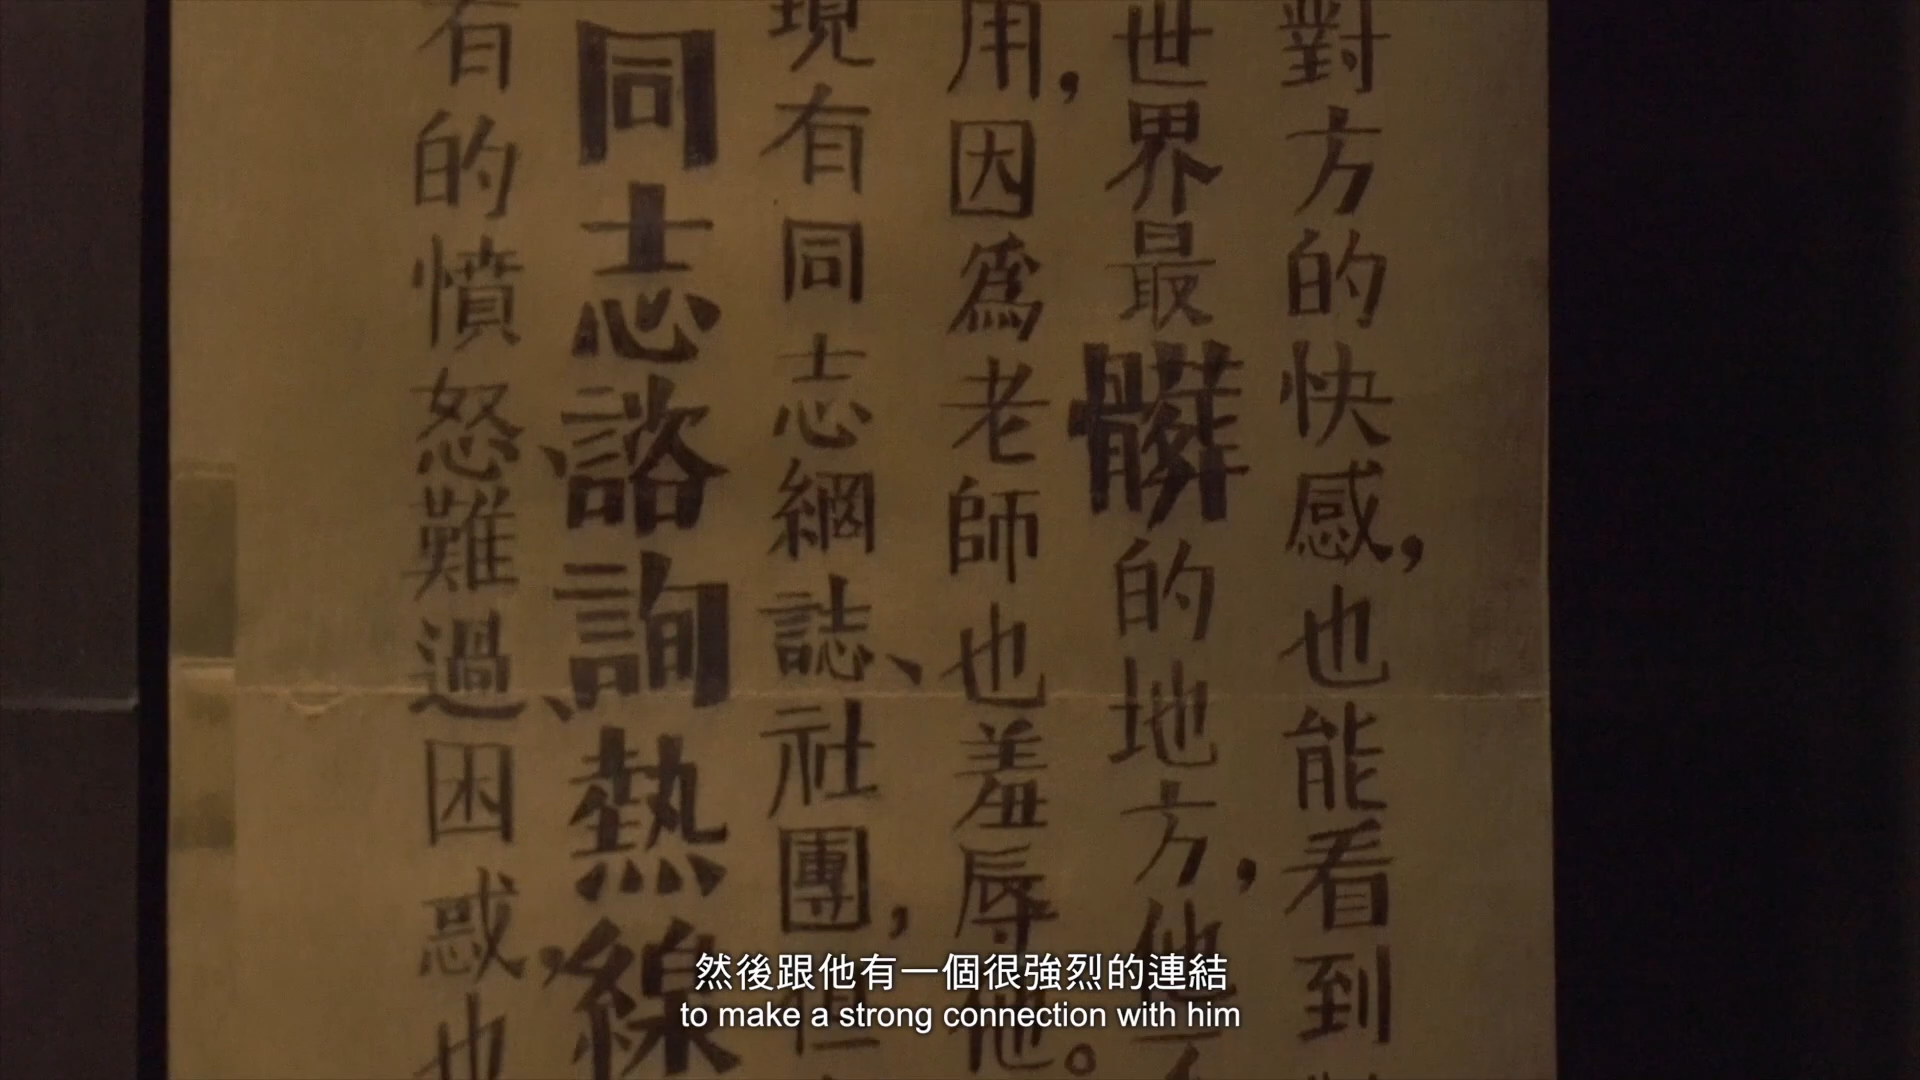 對方的快感，也能看到
世界最髒的地方，他
用，因為老師也羞辱他。
現有同志網誌、社團，但
同志諮詢熱線
有的憤怒、難過、困惑，也
然後跟他有一個很強烈的連結
to make a strong connection with him